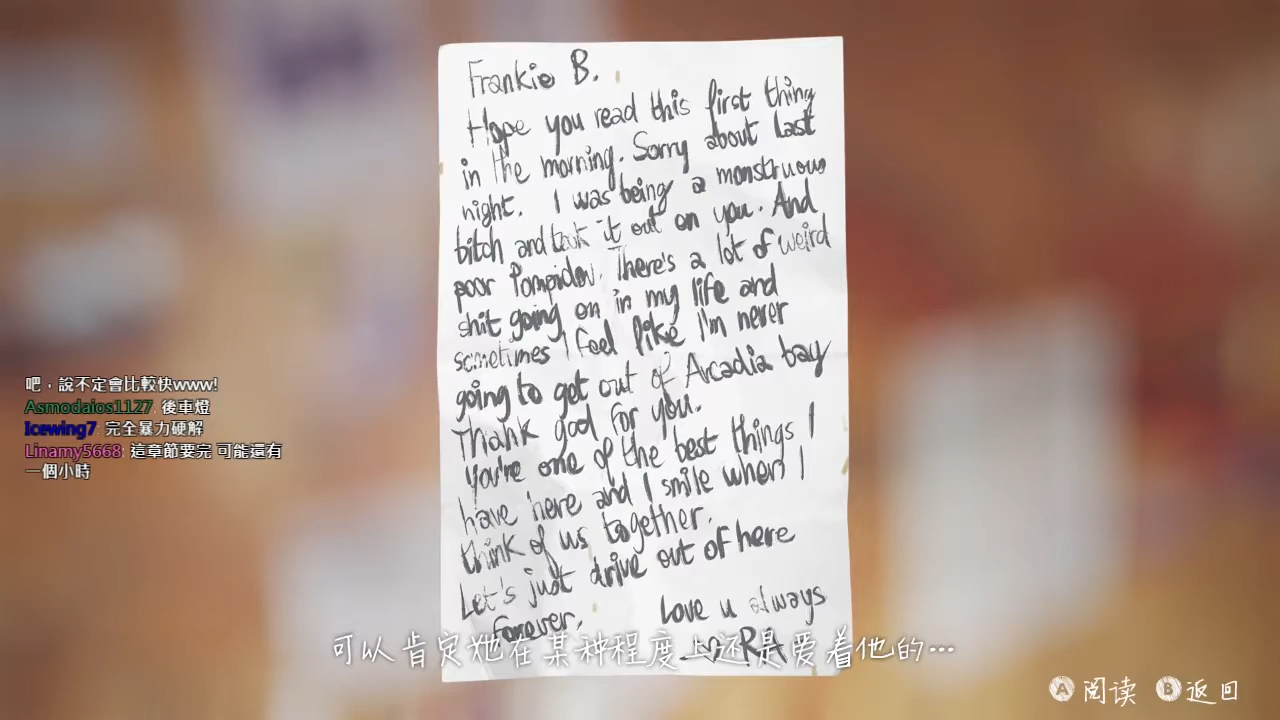 Frankie B.
Hope you read this first thing
in the morning. Sorry about last
night. I was being a monstruous
bitch and took it out on you. And
poor Pompidou. There's a lot of weird
shit going on in my life and
sometimes I feel like I'm never
going to get out of Arcadia bay
Thank god for you.
You're one of the best things I
have here and I smile when I
think of us together.
Let's just drive out of here
forever.
Love u always
♡ RA
吧，說不定會比較快www!
Asmodaios1127: 後車燈
Icewing7: 完全暴力硬解
Linamy5668: 這章節要完 可能還有
一個小時
可以肯定她在某种程度上还是爱着他的…
A 阅读 B 返回